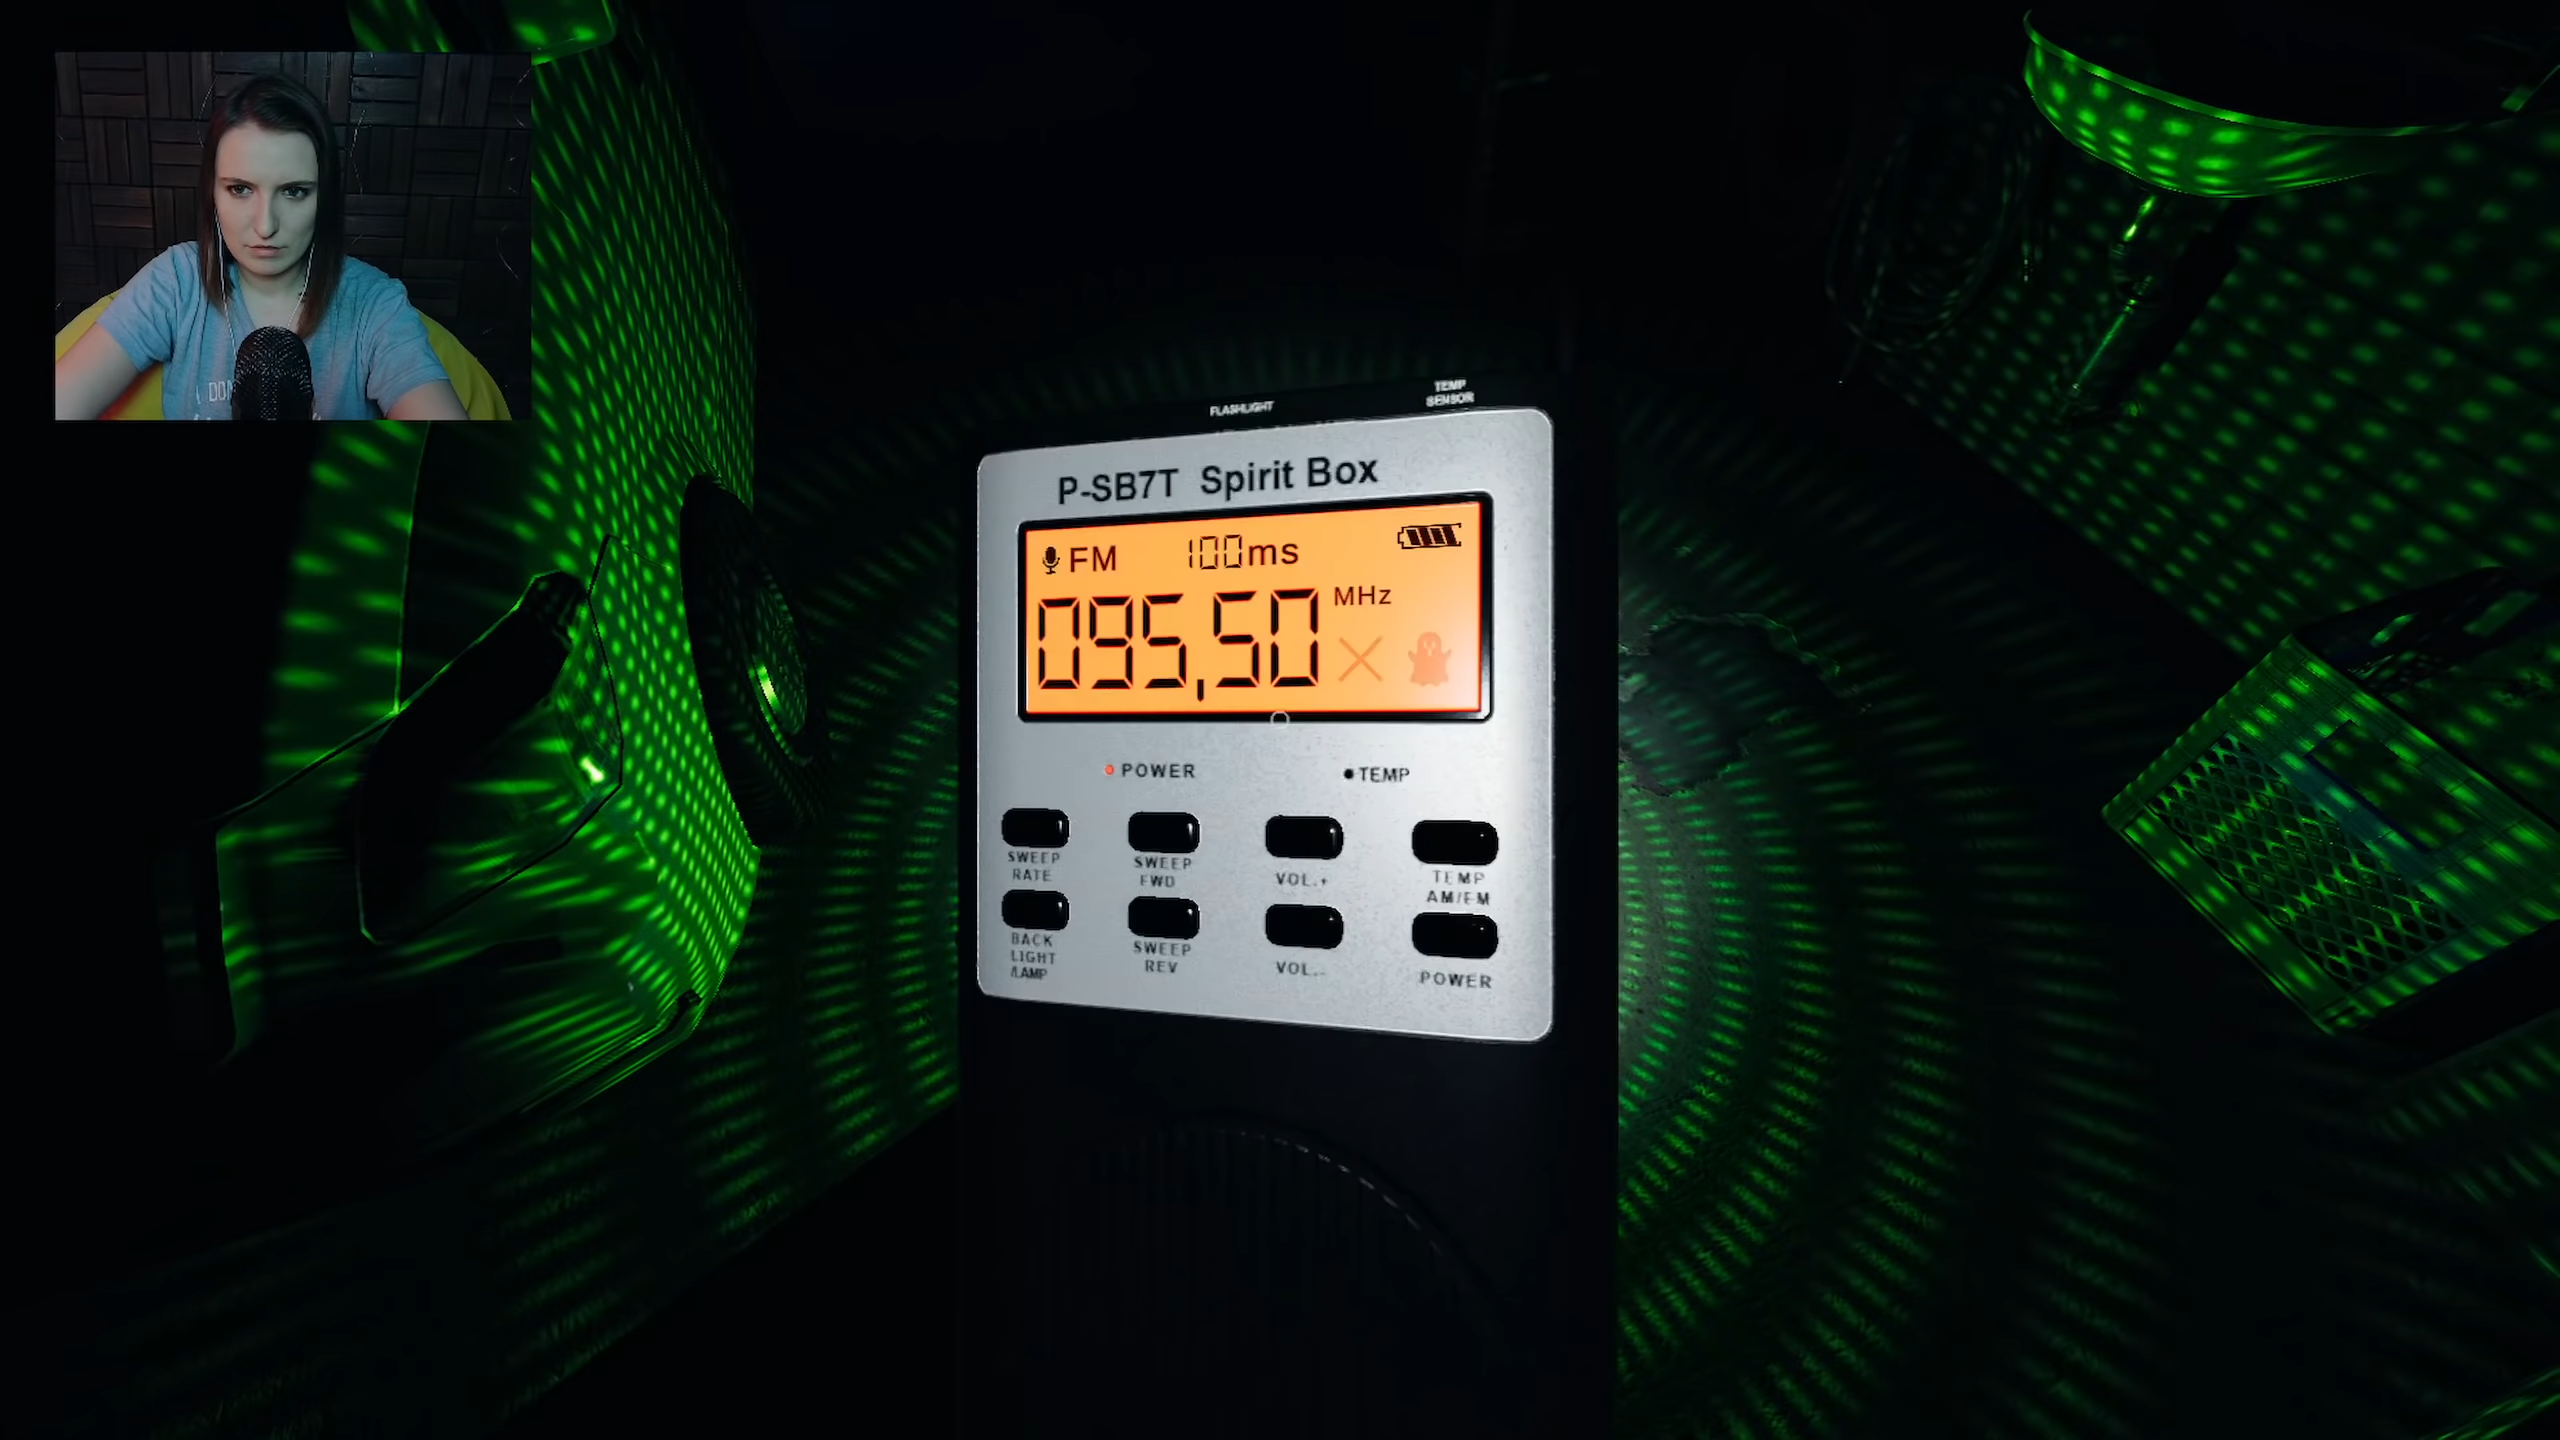 I DON
FLASHLIGHT
TEMP
SENSOR
P-SB7T Spirit Box
FM 100ms
095,50 MHz
POWER
TEMP
SWEEP
RATE
SWEEP
FWD
VOL.+
TEMP
AM/FM
BACK
LIGHT
/LAMP
SWEEP
REV
VOL.-
POWER